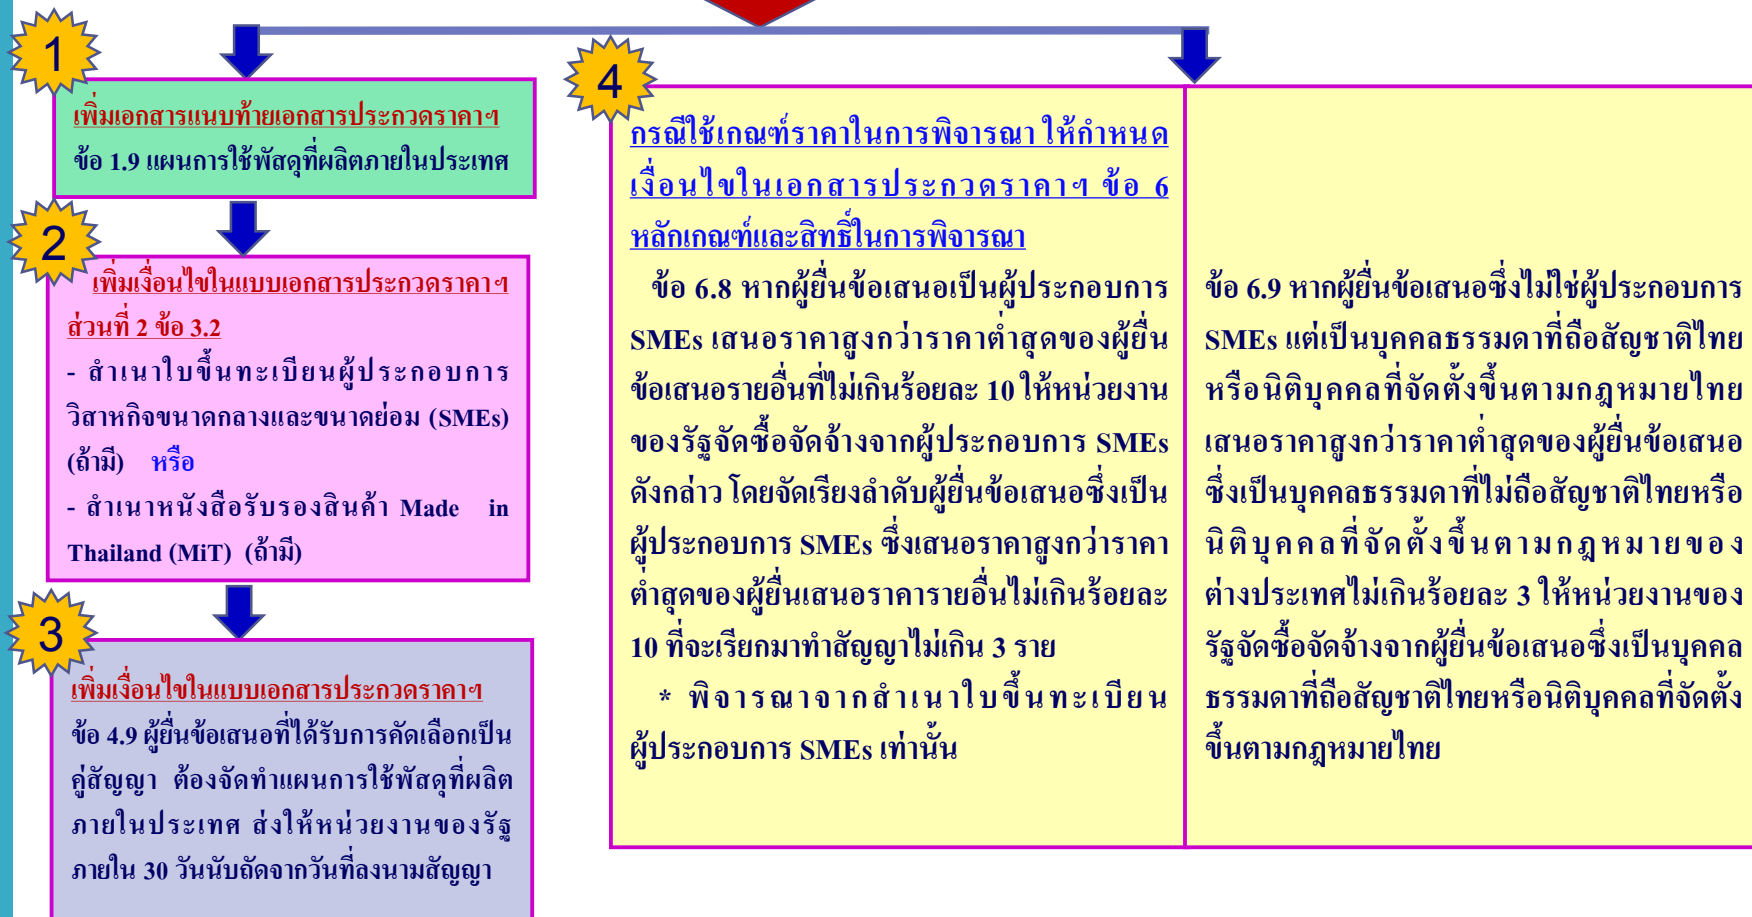 1
เพิ่มเอกสารแนบท้ายเอกสารประกวดราคาฯ
ข้อ 1.9 แผนการใช้พัสดุที่ผลิตภายในประเทศ
2
เพิ่มเงื่อนไขในแบบเอกสารประกวดราคาฯ
ส่วนที่ 2 ข้อ 3.2
- สำเนาใบขึ้นทะเบียนผู้ประกอบการ
วิสาหกิจขนาดกลางและขนาดย่อม (SMEs)
(ถ้ามี) หรือ
- สำเนาหนังสือรับรองสินค้า Made in
Thailand (MiT) (ถ้ามี)
3
เพิ่มเงื่อนไขในแบบเอกสารประกวดราคาฯ
ข้อ 4.9 ผู้ยื่นข้อเสนอที่ได้รับการคัดเลือกเป็น
คู่สัญญา ต้องจัดทำแผนการใช้พัสดุที่ผลิต
ภายในประเทศ ส่งให้หน่วยงานของรัฐ
ภายใน 30 วันนับถัดจากวันที่ลงนามสัญญา
4
กรณีใช้เกณฑ์ราคาในการพิจารณา ให้กำหนด
เงื่อนไขในเอกสารประกวดราคาฯ ข้อ 6
หลักเกณฑ์และสิทธิ์ในการพิจารณา
ข้อ 6.8 หากผู้ยื่นข้อเสนอเป็นผู้ประกอบการ
SMEs เสนอราคาสูงกว่าราคาต่ำสุดของผู้ยื่น
ข้อเสนอรายอื่นที่ไม่เกินร้อยละ 10 ให้หน่วยงาน
ของรัฐจัดซื้อจัดจ้างจากผู้ประกอบการ SMEs
ดังกล่าว โดยจัดเรียงลำดับผู้ยื่นข้อเสนอซึ่งเป็น
ผู้ประกอบการ SMEs ซึ่งเสนอราคาสูงกว่าราคา
ต่ำสุดของผู้ยื่นเสนอราคารายอื่นไม่เกินร้อยละ
10 ที่จะเรียกมาทำสัญญาไม่เกิน 3 ราย
* พิจารณาจากสำเนาใบขึ้นทะเบียน
ผู้ประกอบการ SMEs เท่านั้น
ข้อ 6.9 หากผู้ยื่นข้อเสนอซึ่งไม่ใช่ผู้ประกอบการ
SMEs แต่เป็นบุคคลธรรมดาที่ถือสัญชาติไทย
หรือนิติบุคคลที่จัดตั้งขึ้นตามกฎหมายไทย
เสนอราคาสูงกว่าราคาต่ำสุดของผู้ยื่นข้อเสนอ
ซึ่งเป็นบุคคลธรรมดาที่ไม่ถือสัญชาติไทยหรือ
นิติบุคคลที่จัดตั้งขึ้นตามกฎหมายของ
ต่างประเทศไม่เกินร้อยละ 3 ให้หน่วยงานของ
รัฐจัดซื้อจัดจ้างจากผู้ยื่นข้อเสนอซึ่งเป็นบุคคล
ธรรมดาที่ถือสัญชาติไทยหรือนิติบุคคลที่จัดตั้ง
ขึ้นตามกฎหมายไทย